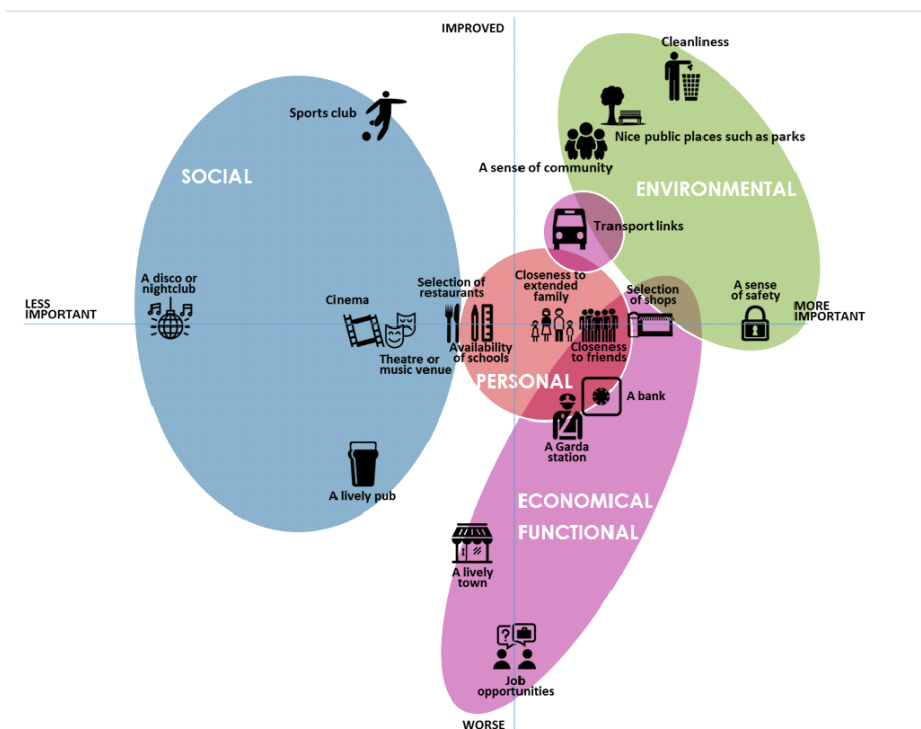 IMPROVED
Cleanliness
Sports club
Nice public places such as parks
A sense of community
SOCIAL
ENVIRONMENTAL
Transport links
A disco or
nightclub
Cinema
Selection of
restaurants
Closeness to
extended
family
Selection
of shops
A sense
of safety
LESS
IMPORTANT
MORE
IMPORTANT
Theatre or
music venue
Availability
of schools
Closeness
to friends
PERSONAL
A bank
?
A Garda
station
A lively pub
ECONOMICAL
FUNCTIONAL
A lively
town
Job
opportunities
WORSE